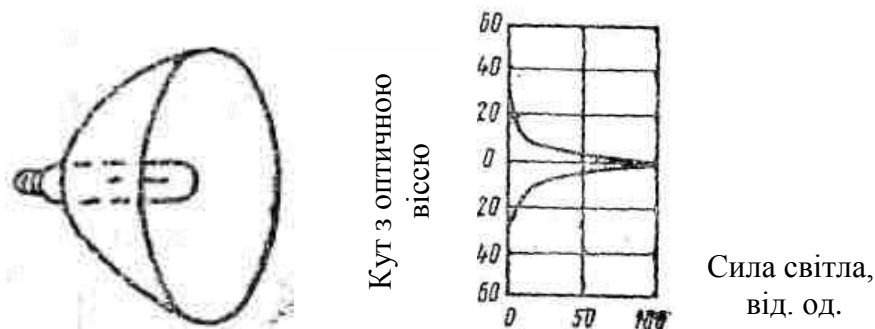 60
40
20
0
20
40
60
0 50 100
Кут з оптичною
віссю
Сила світла,
від. од.